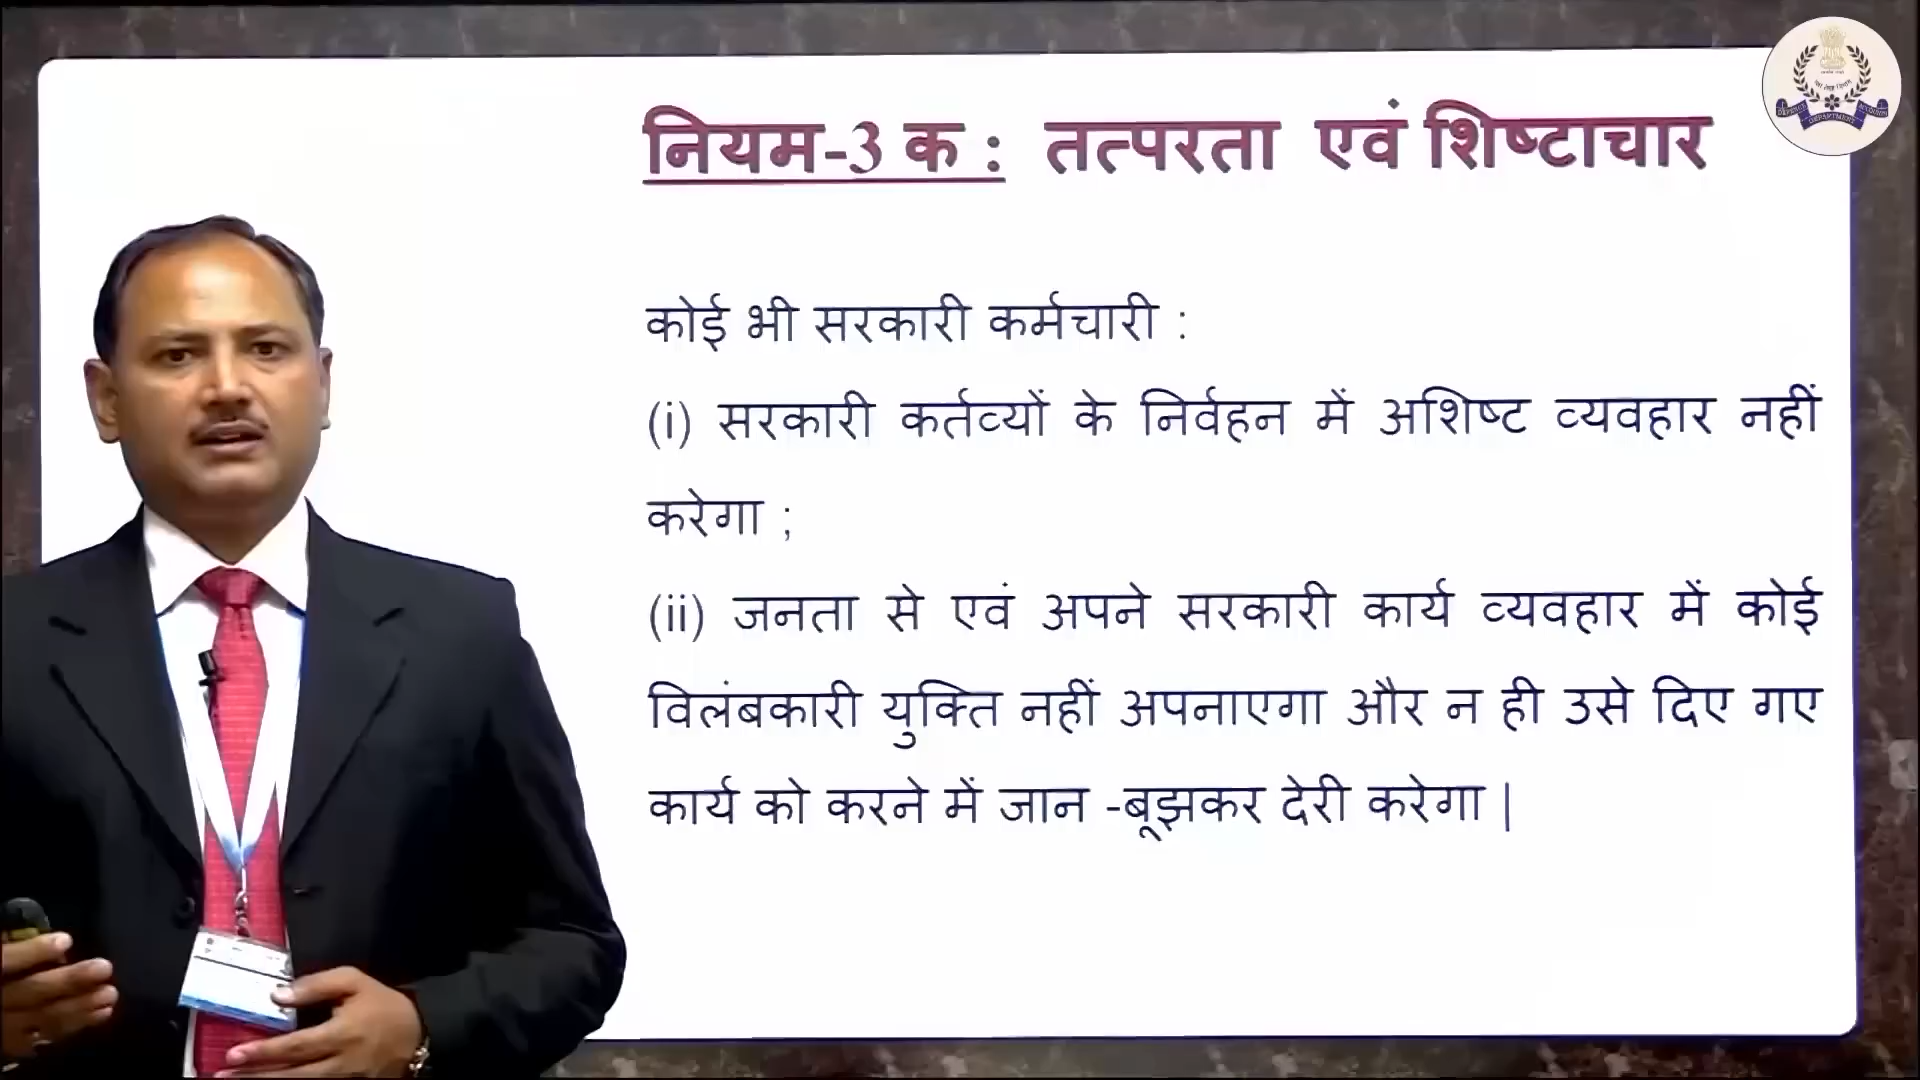 नियम-3 क : तत्परता एवं शिष्टाचार
कोई भी सरकारी कर्मचारी :
(i) सरकारी कर्तव्यों के निर्वहन में अशिष्ट व्यवहार नहीं
करेगा ;
(ii) जनता से एवं अपने सरकारी कार्य व्यवहार में कोई
विलंबकारी युक्ति नहीं अपनाएगा और न ही उसे दिए गए
कार्य को करने में जान -बूझकर देरी करेगा |